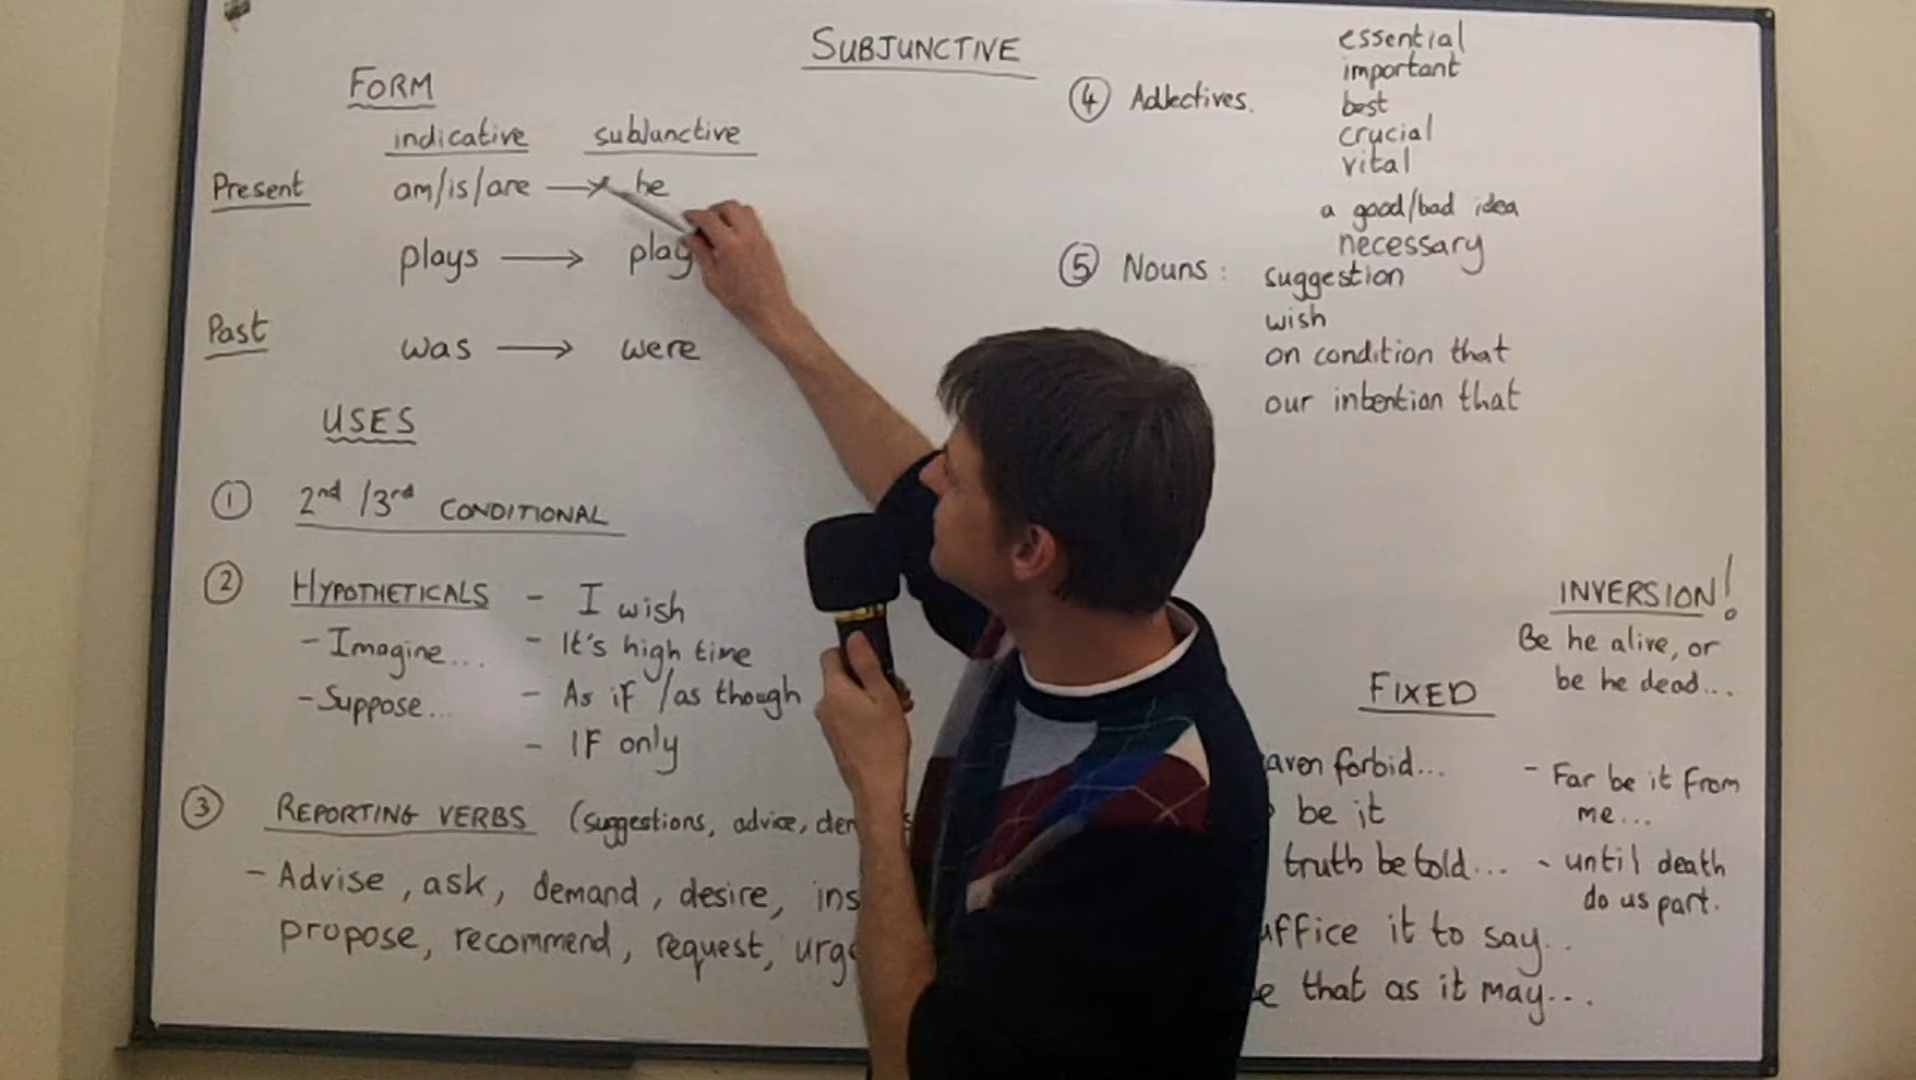 SUBJUNCTIVE
FORM
indicative subjunctive
Present am/is/are → be
plays → play
Past was → were
USES
① 2nd/3rd CONDITIONAL
② HYPOTHETICALS - I wish
- Imagine... - It's high time
- Suppose... - As if/as though
- IF only
③ REPORTING VERBS (suggestions, advice,
- Advise, ask, demand, desire,
propose, recommend, request,
④ Adjectives.
essential
important
best
crucial
vital
a good/bad idea
necessary
⑤ Nouns: suggestion
wish
on condition that
our intention that
INVERSION!
Be he alive, or
be he dead...
FIXED
forbid...
be it
truth be told...
it to say..
that as it may...
- Far be it from
me...
- until death
do us part.